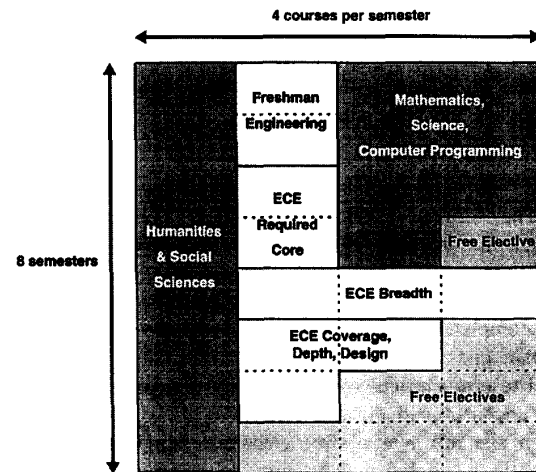 4 courses per semester
Freshman
Engineering
Mathematics,
Science,
Computer Programming
ECE
Required
Core
Free Elective
Humanities
& Social
Sciences
8 semesters
ECE Breadth
ECE Coverage,
Depth, Design
Free Electives